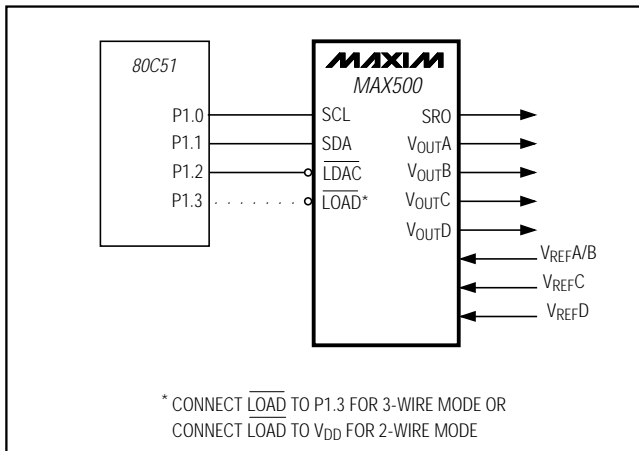 80C51
MAXIM
MAX500
P1.0
P1.1
P1.2
P1.3
SCL
SDA
LDAC
LOAD*
SRO
VOUTA
VOUTB
VOUTC
VOUTD
VREFA/B
VREFC
VREFD
* CONNECT LOAD TO P1.3 FOR 3-WIRE MODE OR
CONNECT LOAD TO VDD FOR 2-WIRE MODE